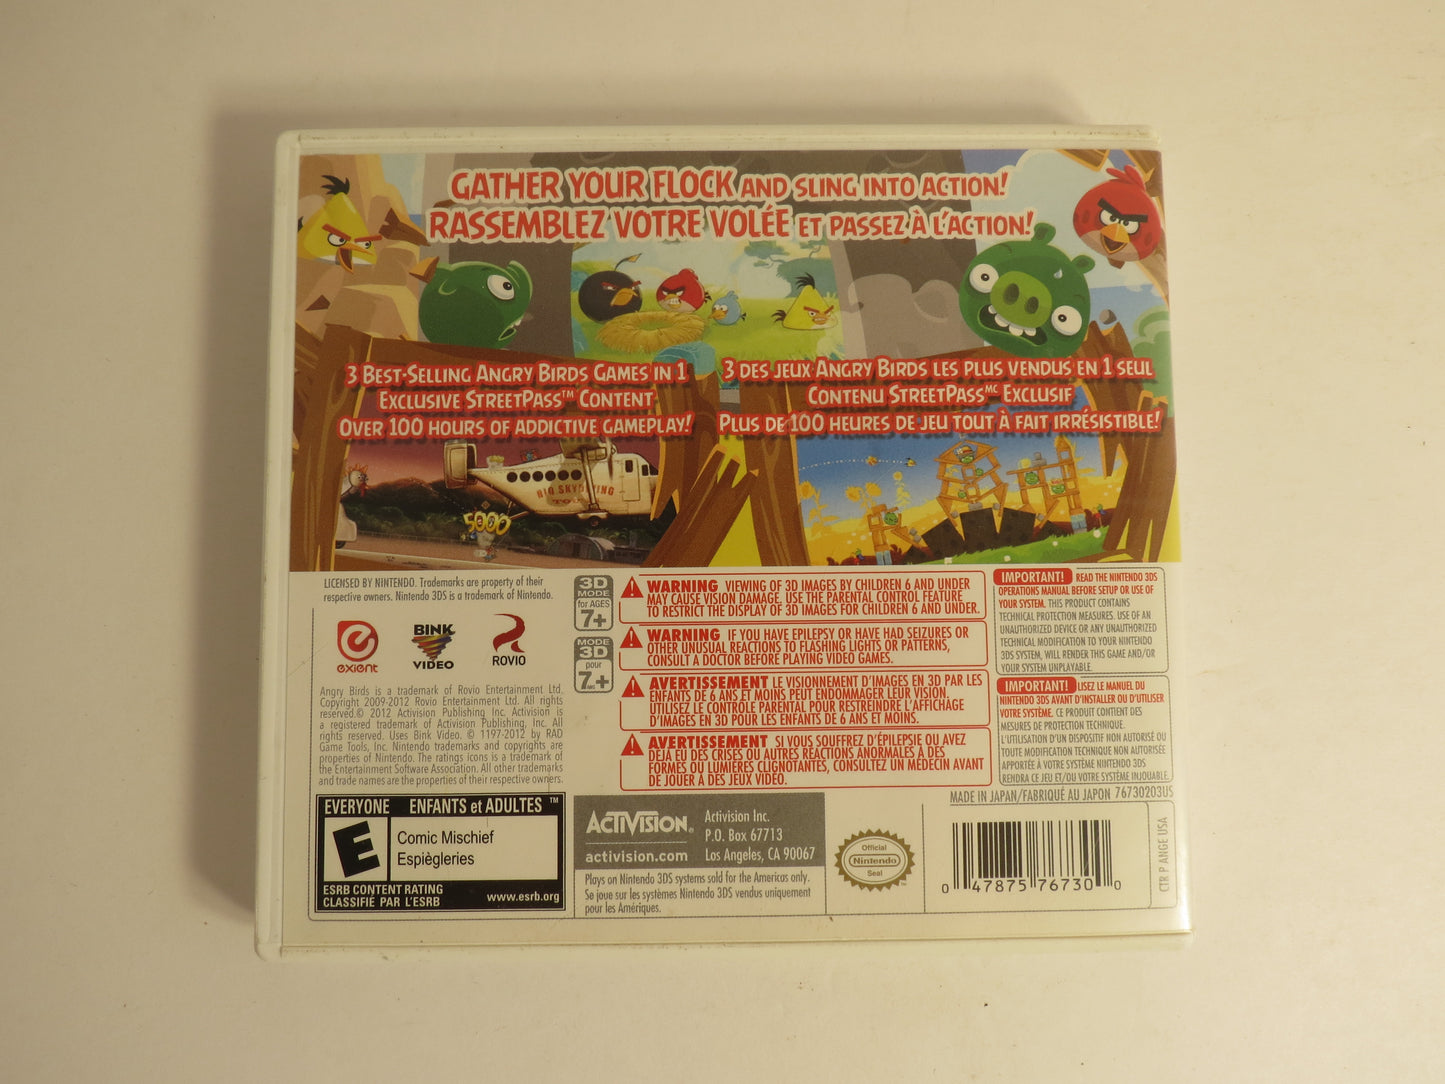 GATHER YOUR FLOCK AND SLING INTO ACTION!
RASSEMBLEZ VOTRE VOLÉE ET PASSEZ À L'ACTION!
3 BEST-SELLING ANGRY BIRDS GAMES IN 1
EXCLUSIVE STREETPASS™ CONTENT
OVER 100 HOURS OF ADDICTIVE GAMEPLAY!
3 DES JEUX ANGRY BIRDS LES PLUS VENDUS EN 1 SEUL
CONTENU STREETPASS MC EXCLUSIF
PLUS DE 100 HEURES DE JEU TOUT À FAIT IRRÉSISTIBLE!
RIO SKYDIVING
5000
LICENSED BY NINTENDO. Trademarks are property of their
respective owners. Nintendo 3DS is a trademark of Nintendo.
exient
BINK
VIDEO
ROVIO
Angry Birds is a trademark of Rovio Entertainment Ltd.
Copyright 2009-2012 Rovio Entertainment Ltd. All rights
reserved.© 2012 Activision Publishing Inc. Activision is
a registered trademark of Activision Publishing, Inc. All
rights reserved. Uses Bink Video. © 1197-2012 by RAD
Game Tools, Inc. Nintendo trademarks and copyrights are
properties of Nintendo. The ratings icons is a trademark of
the Entertainment Software Association. All other trademarks
and trade names are the properties of their respective owners.
3D
MODE
for AGES
7+
MODE
3D
pour
7+
ANS
WARNING VIEWING OF 3D IMAGES BY CHILDREN 6 AND UNDER
MAY CAUSE VISION DAMAGE. USE THE PARENTAL CONTROL FEATURE
TO RESTRICT THE DISPLAY OF 3D IMAGES FOR CHILDREN 6 AND UNDER.
WARNING IF YOU HAVE EPILEPSY OR HAVE HAD SEIZURES OR
OTHER UNUSUAL REACTIONS TO FLASHING LIGHTS OR PATTERNS,
CONSULT A DOCTOR BEFORE PLAYING VIDEO GAMES.
AVERTISSEMENT LE VISIONNEMENT D'IMAGES EN 3D PAR LES
ENFANTS DE 6 ANS ET MOINS PEUT ENDOMMAGER LEUR VISION.
UTILISEZ LE CONTRÔLE PARENTAL POUR RESTREINDRE L'AFFICHAGE
D'IMAGES EN 3D POUR LES ENFANTS DE 6 ANS ET MOINS.
AVERTISSEMENT SI VOUS SOUFFREZ D'ÉPILEPSIE OU AVEZ
DÉJÀ EU DES CRISES OU AUTRES RÉACTIONS ANORMALES À DES
FORMES OU LUMIÈRES CLIGNOTANTES, CONSULTEZ UN MÉDECIN AVANT
DE JOUER À DES JEUX VIDÉO.
IMPORTANT! READ THE NINTENDO 3DS
OPERATIONS MANUAL BEFORE SETUP OR USE OF
YOUR SYSTEM. THIS PRODUCT CONTAINS
TECHNICAL PROTECTION MEASURES. USE OF AN
UNAUTHORIZED DEVICE OR ANY UNAUTHORIZED
TECHNICAL MODIFICATION TO YOUR NINTENDO
3DS SYSTEM, WILL RENDER THIS GAME AND/OR
YOUR SYSTEM UNPLAYABLE.
IMPORTANT! LISEZ LE MANUEL DU
NINTENDO 3DS AVANT D'INSTALLER OU D'UTILISER
VOTRE SYSTÈME. CE PRODUIT CONTIENT DES
MESURES DE PROTECTION TECHNIQUE.
L'UTILISATION D'UN DISPOSITIF NON AUTORISÉ OU
TOUTE MODIFICATION TECHNIQUE NON AUTORISÉE
APPORTÉE À VOTRE SYSTÈME NINTENDO 3DS
RENDRA CE JEU ET/OU VOTRE SYSTÈME INJOUABLE.
MADE IN JAPAN/FABRIQUÉ AU JAPON 76730203US
EVERYONE ENFANTS et ADULTES ™
E
Comic Mischief
Espiègleries
ESRB CONTENT RATING
CLASSIFIÉ PAR L'ESRB
www.esrb.org
ACTIVISION®
activision.com
Activision Inc.
P.O. Box 67713
Los Angeles, CA 90067
Plays on Nintendo 3DS systems sold for the Americas only.
Se joue sur les systèmes Nintendo 3DS vendus uniquement
pour les Amériques.
Official
Nintendo
Seal
™
0 47875 76730 0
CTR P ANGE USA